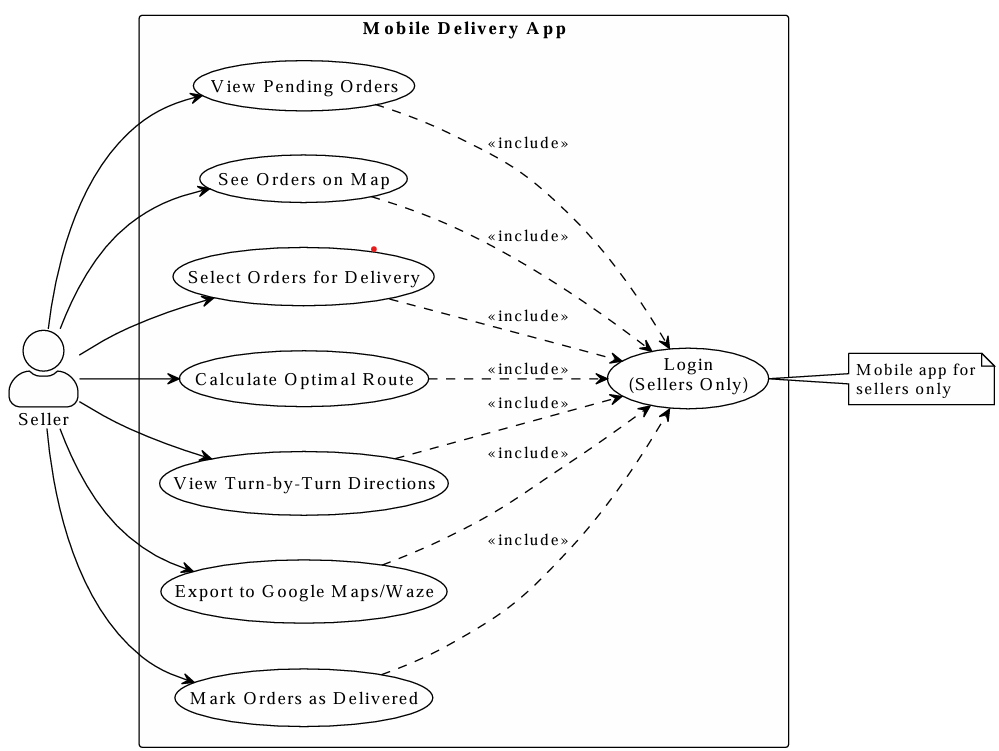 Mobile Delivery App
View Pending Orders
«include»
See Orders on Map
«include»
Select Orders for Delivery
«include»
Login
(Sellers Only)
Mobile app for
sellers only
Calculate Optimal Route
«include»
«include»
Seller
View Turn-by-Turn Directions
«include»
Export to Google Maps/Waze
«include»
Mark Orders as Delivered